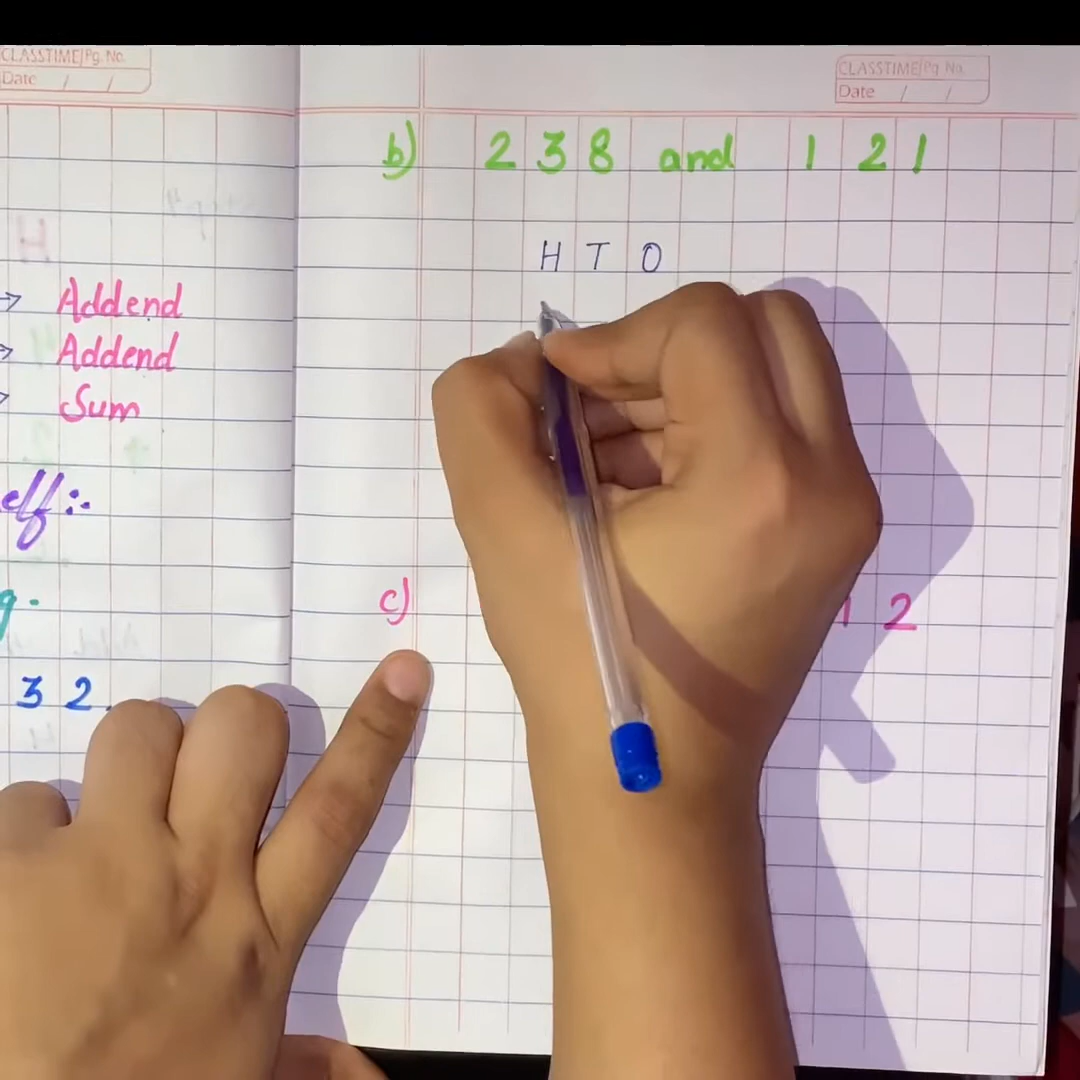 CLASSTIME/Pg. No.
Date / /
Addend
Addend
Sum
3 2
CLASSTIME/Pg. No.
Date / /
b) 2 3 8 and 1 2 1
H T O
c) 1 2